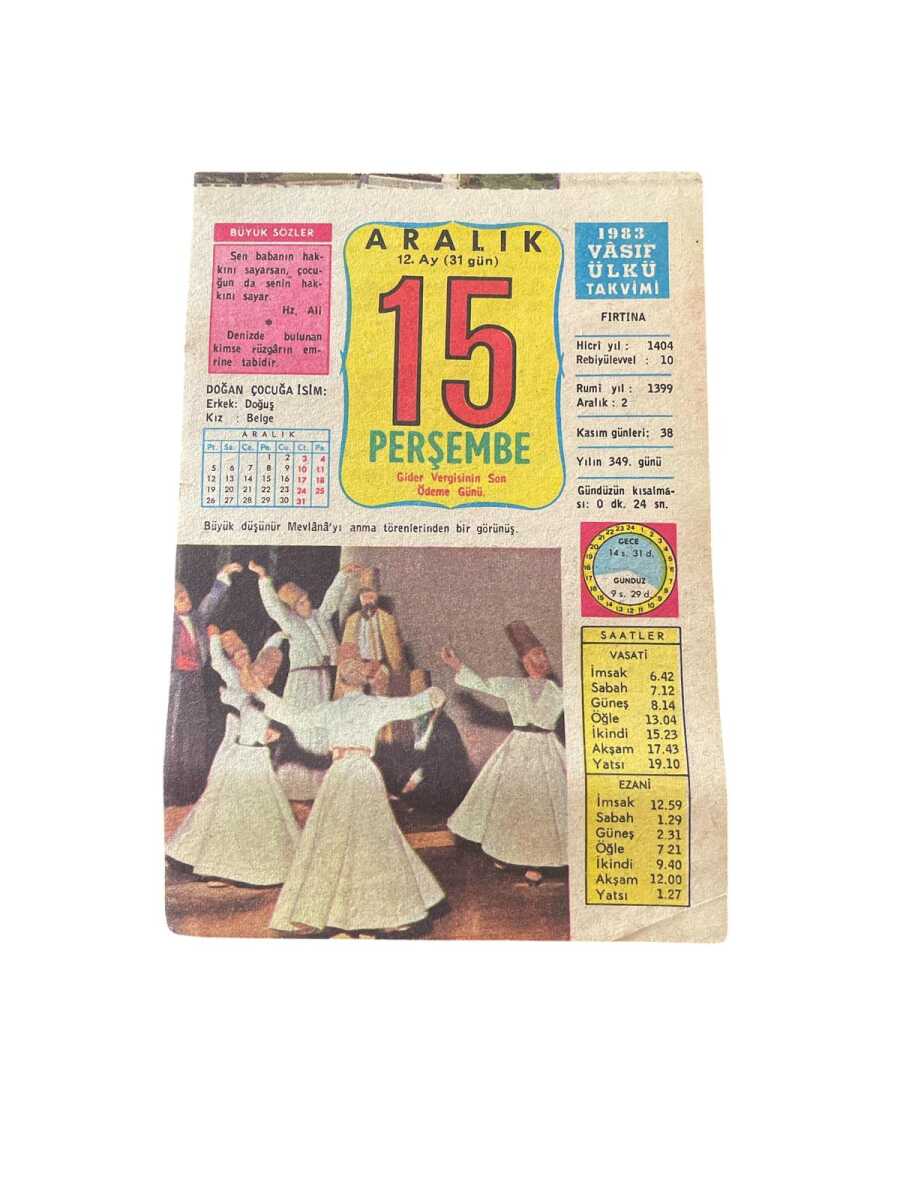 BÜYÜK SÖZLER
Sen babanın hak-
kını sayarsan, çocu-
ğun da senin hak-
kını sayar.
Hz. Ali
Denizde bulunan
kimse rüzgârın em-
rine tabidir.
DOĞAN ÇOCUĞA İSİM:
Erkek: Doğuş
Kız : Belge
ARALIK
Pt. Sa. Ça. Pe. Cu. Ct. Pa.
1 2 3 4
5 6 7 8 9 10 11
12 13 14 15 16 17 18
19 20 21 22 23 24 25
26 27 28 29 30 31
ARALIK
12. Ay (31 gün)
15
PERŞEMBE
Gider Vergisinin Son
Ödeme Günü.
1983
VÂSIF
ÜLKÜ
TAKVİMİ
FIRTINA
Hicri yıl : 1404
Rebiyülevvel : 10
Rumi yıl : 1399
Aralık : 2
Kasım günleri: 38
Yılın 349. günü
Gündüzün kısalma-
sı: 0 dk. 24 sn.
Büyük düşünür Mevlâna'yı anma törenlerinden bir görünüş.
GECE
14 s. 31 d.
GÜNDÜZ
9 s. 29 d.
SAATLER
VASATİ
İmsak 6.42
Sabah 7.12
Güneş 8.14
Öğle 13.04
İkindi 15.23
Akşam 17.43
Yatsı 19.10
EZANİ
İmsak 12.59
Sabah 1.29
Güneş 2.31
Öğle 7 21
İkindi 9.40
Akşam 12.00
Yatsı 1.27